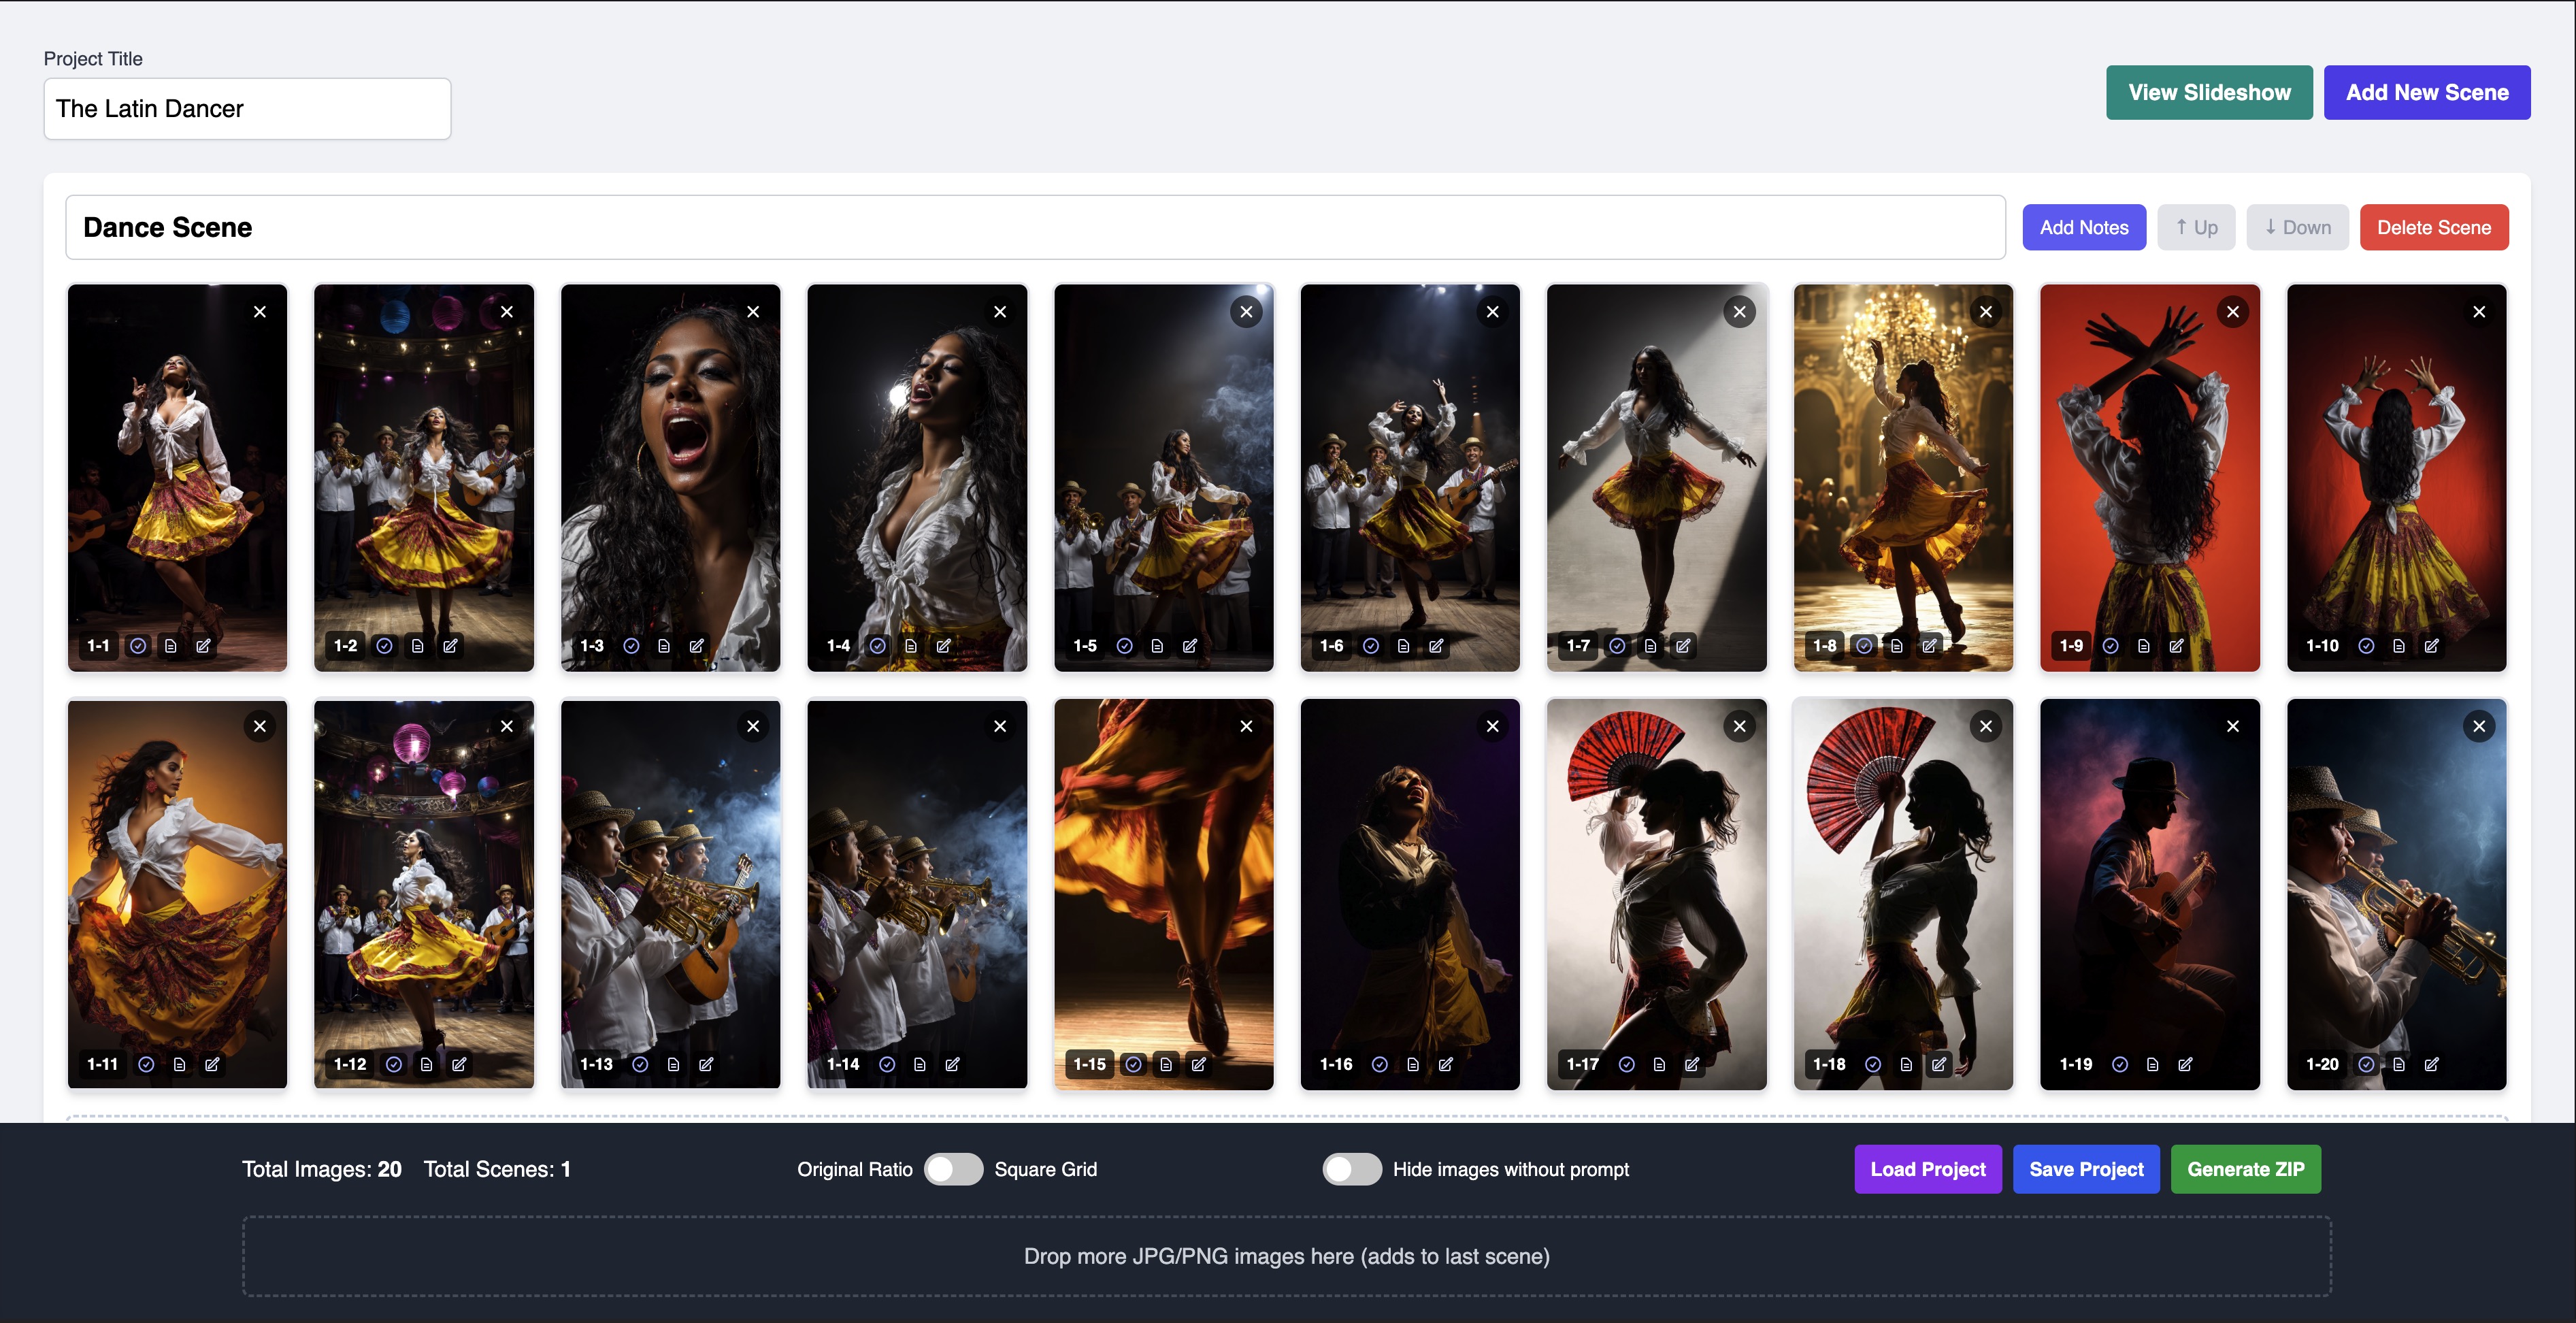 Project Title
The Latin Dancer
View Slideshow
Add New Scene
Dance Scene
Add Notes
↑ Up
↓ Down
Delete Scene
1-1
1-2
1-3
1-4
1-5
1-6
1-7
1-8
1-9
1-10
1-11
1-12
1-13
1-14
1-15
1-16
1-17
1-18
1-19
1-20
Total Images: 20 Total Scenes: 1
Original Ratio
Square Grid
Hide images without prompt
Load Project
Save Project
Generate ZIP
Drop more JPG/PNG images here (adds to last scene)